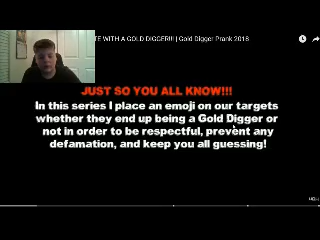 TE WITH A GOLD DIGGER!!! | Gold Digger Prank 2018
JUST SO YOU ALL KNOW!!!
In this series I place an emoji on our targets
whether they end up being a Gold Digger or
not in order to be respectful, prevent any
defamation, and keep you all guessing!